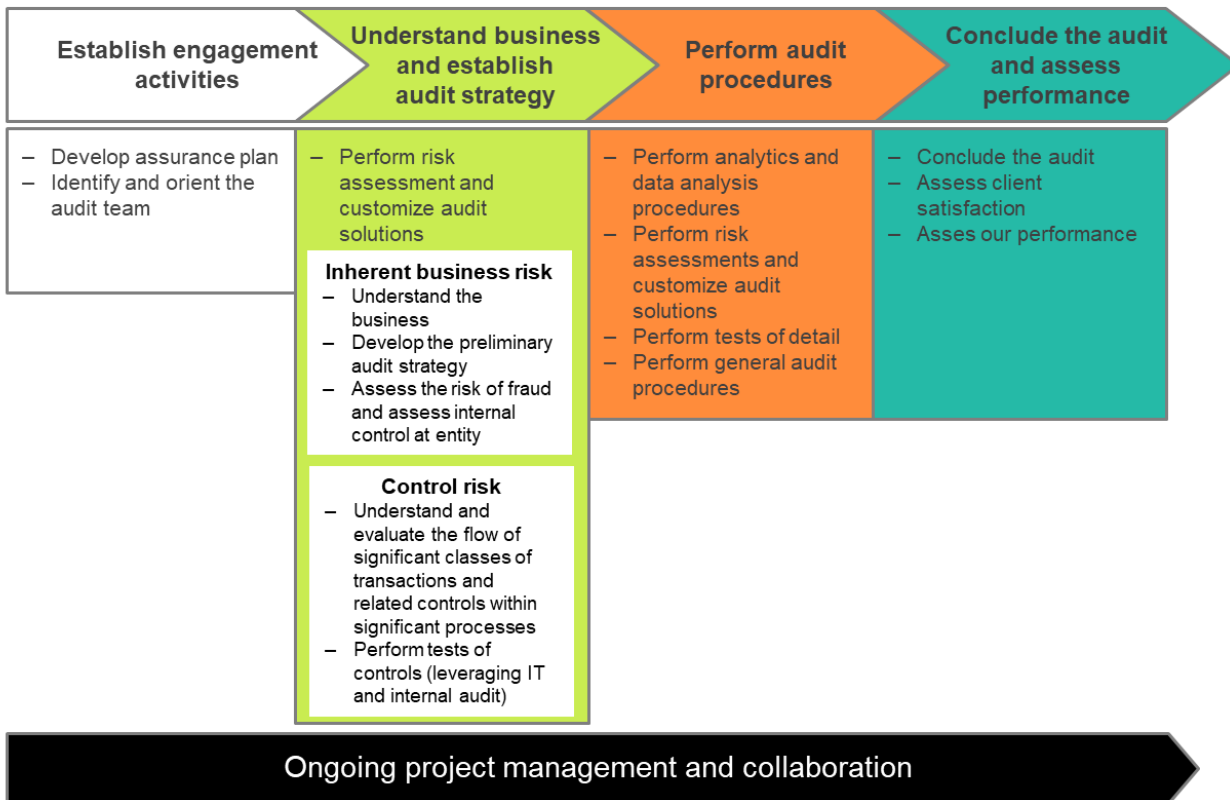 Establish engagement
activities
Understand business
and establish
audit strategy
Perform audit
procedures
Conclude the audit
and assess
performance
– Develop assurance plan
– Identify and orient the
audit team
– Perform risk
assessment and
customize audit
solutions
Inherent business risk
– Understand the
business
– Develop the preliminary
audit strategy
– Assess the risk of fraud
and assess internal
control at entity
Control risk
– Understand and
evaluate the flow of
significant classes of
transactions and
related controls within
significant processes
– Perform tests of
controls (leveraging IT
and internal audit)
– Perform analytics and
data analysis
procedures
– Perform risk
assessments and
customize audit
solutions
– Perform tests of detail
– Perform general audit
procedures
– Conclude the audit
– Assess client
satisfaction
– Asses our performance
Ongoing project management and collaboration